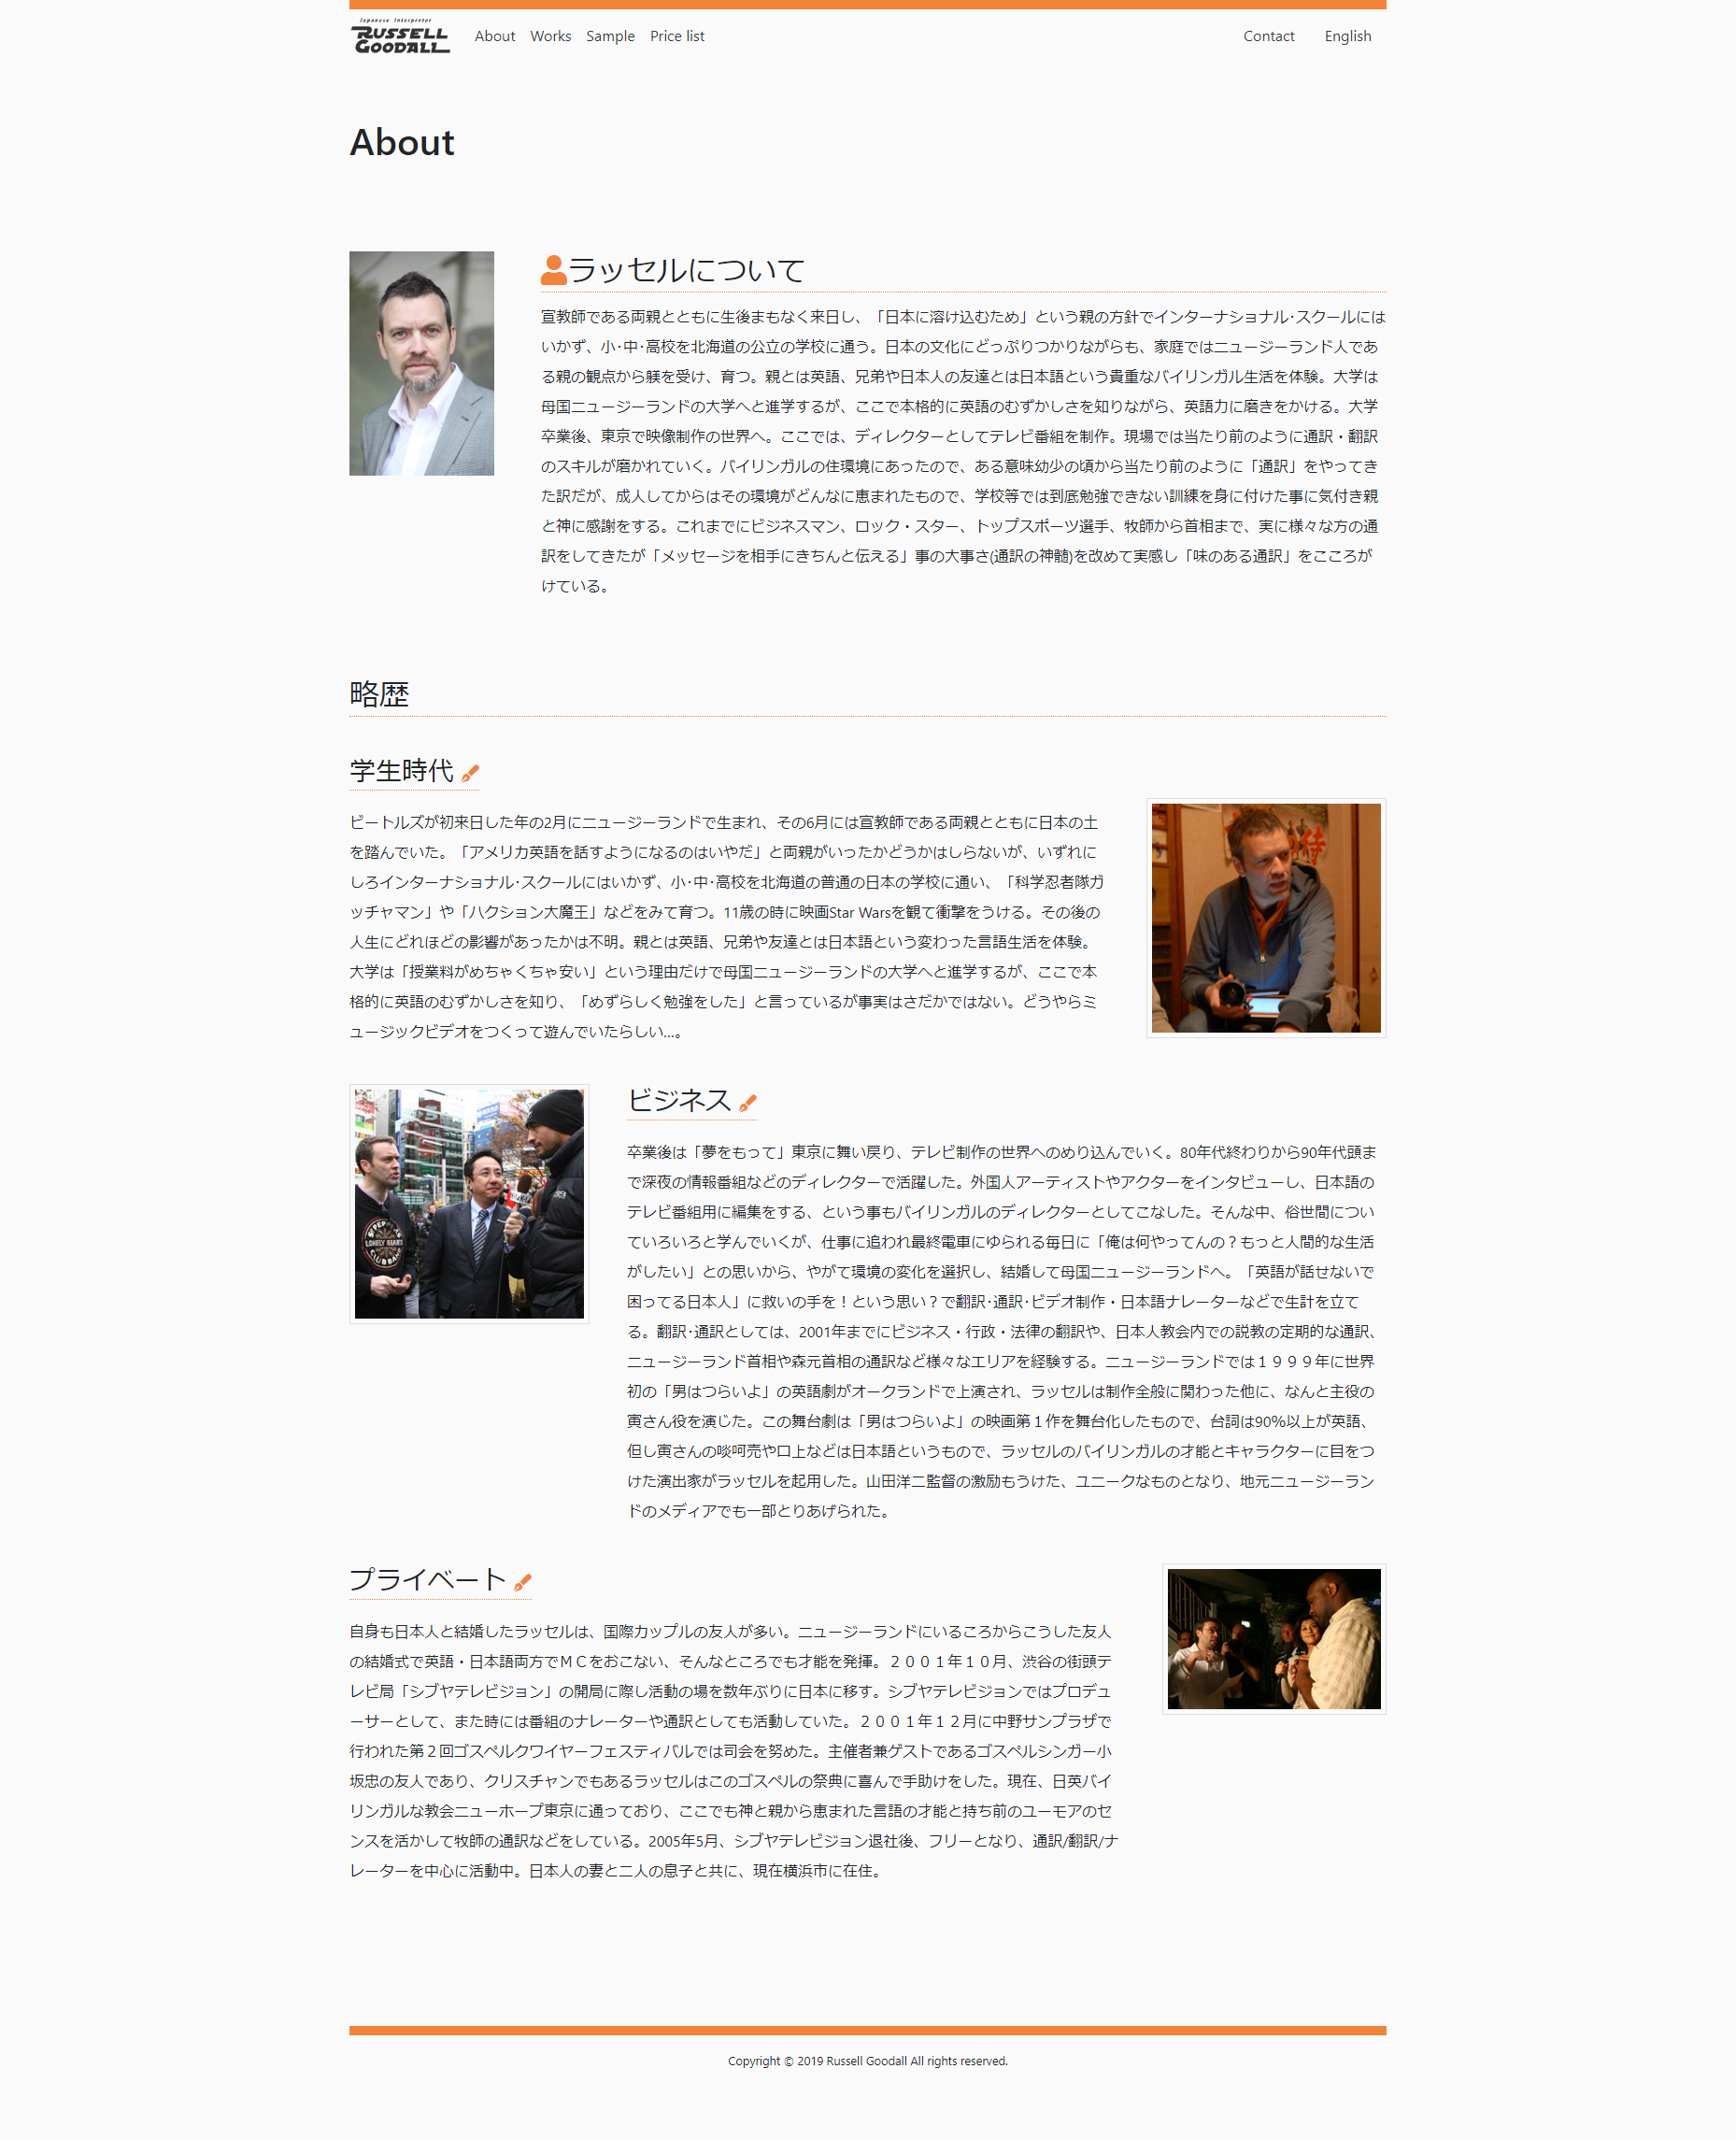 Japanese Interpreter
RUSSELL
GOODALL
About Works Sample Price list
Contact English
About
ラッセルについて
宣教師である両親とともに生後まもなく来日し、「日本に溶け込むため」という親の方針でインターナショナル･スクールには
いかず、小･中･高校を北海道の公立の学校に通う。日本の文化にどっぷりつかりながらも、家庭ではニュージーランド人であ
る親の観点から躾を受け、育つ。親とは英語、兄弟や日本人の友達とは日本語という貴重なバイリンガル生活を体験。大学は
母国ニュージーランドの大学へと進学するが、ここで本格的に英語のむずかしさを知りながら、英語力に磨きをかける。大学
卒業後、東京で映像制作の世界へ。ここでは、ディレクターとしてテレビ番組を制作。現場では当たり前のように通訳・翻訳
のスキルが磨かれていく。バイリンガルの住環境にあったので、ある意味幼少の頃から当たり前のように「通訳」をやってき
た訳だが、成人してからはその環境がどんなに恵まれたもので、学校等では到底勉強できない訓練を身に付けた事に気付き親
と神に感謝をする。これまでにビジネスマン、ロック・スター、トップスポーツ選手、牧師から首相まで、実に様々な方の通
訳をしてきたが「メッセージを相手にきちんと伝える」事の大事さ(通訳の神髄)を改めて実感し「味のある通訳」をこころが
けている。
略歴
学生時代
ビートルズが初来日した年の2月にニュージーランドで生まれ、その6月には宣教師である両親とともに日本の土
を踏んでいた。「アメリカ英語を話すようになるのはいやだ」と両親がいったかどうかはしらないが、いずれに
しろインターナショナル･スクールにはいかず、小･中･高校を北海道の普通の日本の学校に通い、「科学忍者隊ガ
ッチャマン」や「ハクション大魔王」などをみて育つ。11歳の時に映画Star Warsを観て衝撃をうける。その後の
人生にどれほどの影響があったかは不明。親とは英語、兄弟や友達とは日本語という変わった言語生活を体験。
大学は「授業料がめちゃくちゃ安い」という理由だけで母国ニュージーランドの大学へと進学するが、ここで本
格的に英語のむずかしさを知り、「めずらしく勉強をした」と言っているが事実はさだかではない。どうやらミ
ュージックビデオをつくって遊んでいたらしい…。
ビジネス
卒業後は「夢をもって」東京に舞い戻り、テレビ制作の世界へのめり込んでいく。80年代終わりから90年代頭ま
で深夜の情報番組などのディレクターで活躍した。外国人アーティストやアクターをインタビューし、日本語の
テレビ番組用に編集をする、という事もバイリンガルのディレクターとしてこなした。そんな中、俗世間につい
ていろいろと学んでいくが、仕事に追われ最終電車にゆられる毎日に「俺は何やってんの？もっと人間的な生活
がしたい」との思いから、やがて環境の変化を選択し、結婚して母国ニュージーランドへ。「英語が話せないで
困ってる日本人」に救いの手を！という思い？で翻訳･通訳･ビデオ制作・日本語ナレーターなどで生計を立て
る。翻訳･通訳としては、2001年までにビジネス・行政・法律の翻訳や、日本人教会内での説教の定期的な通訳、
ニュージーランド首相や森元首相の通訳など様々なエリアを経験する。ニュージーランドでは１９９９年に世界
初の「男はつらいよ」の英語劇がオークランドで上演され、ラッセルは制作全般に関わった他に、なんと主役の
寅さん役を演じた。この舞台劇は「男はつらいよ」の映画第１作を舞台化したもので、台詞は90％以上が英語、
但し寅さんの啖呵売や口上などは日本語というもので、ラッセルのバイリンガルの才能とキャラクターに目をつ
けた演出家がラッセルを起用した。山田洋二監督の激励もうけた、ユニークなものとなり、地元ニュージーラン
ドのメディアでも一部とりあげられた。
プライベート
自身も日本人と結婚したラッセルは、国際カップルの友人が多い。ニュージーランドにいるころからこうした友人
の結婚式で英語・日本語両方でＭＣをおこない、そんなところでも才能を発揮。２００１年１０月、渋谷の街頭テ
レビ局「シブヤテレビジョン」の開局に際し活動の場を数年ぶりに日本に移す。シブヤテレビジョンではプロデュ
ーサーとして、また時には番組のナレーターや通訳としても活動していた。２００１年１２月に中野サンプラザで
行われた第２回ゴスペルクワイヤーフェスティバルでは司会を努めた。主催者兼ゲストであるゴスペルシンガー小
坂忠の友人であり、クリスチャンでもあるラッセルはこのゴスペルの祭典に喜んで手助けをした。現在、日英バイ
リンガルな教会ニューホープ東京に通っており、ここでも神と親から恵まれた言語の才能と持ち前のユーモアのセ
ンスを活かして牧師の通訳などをしている。2005年5月、シブヤテレビジョン退社後、フリーとなり、通訳/翻訳/ナ
レーターを中心に活動中。日本人の妻と二人の息子と共に、現在横浜市に在住。
Copyright © 2019 Russell Goodall All rights reserved.